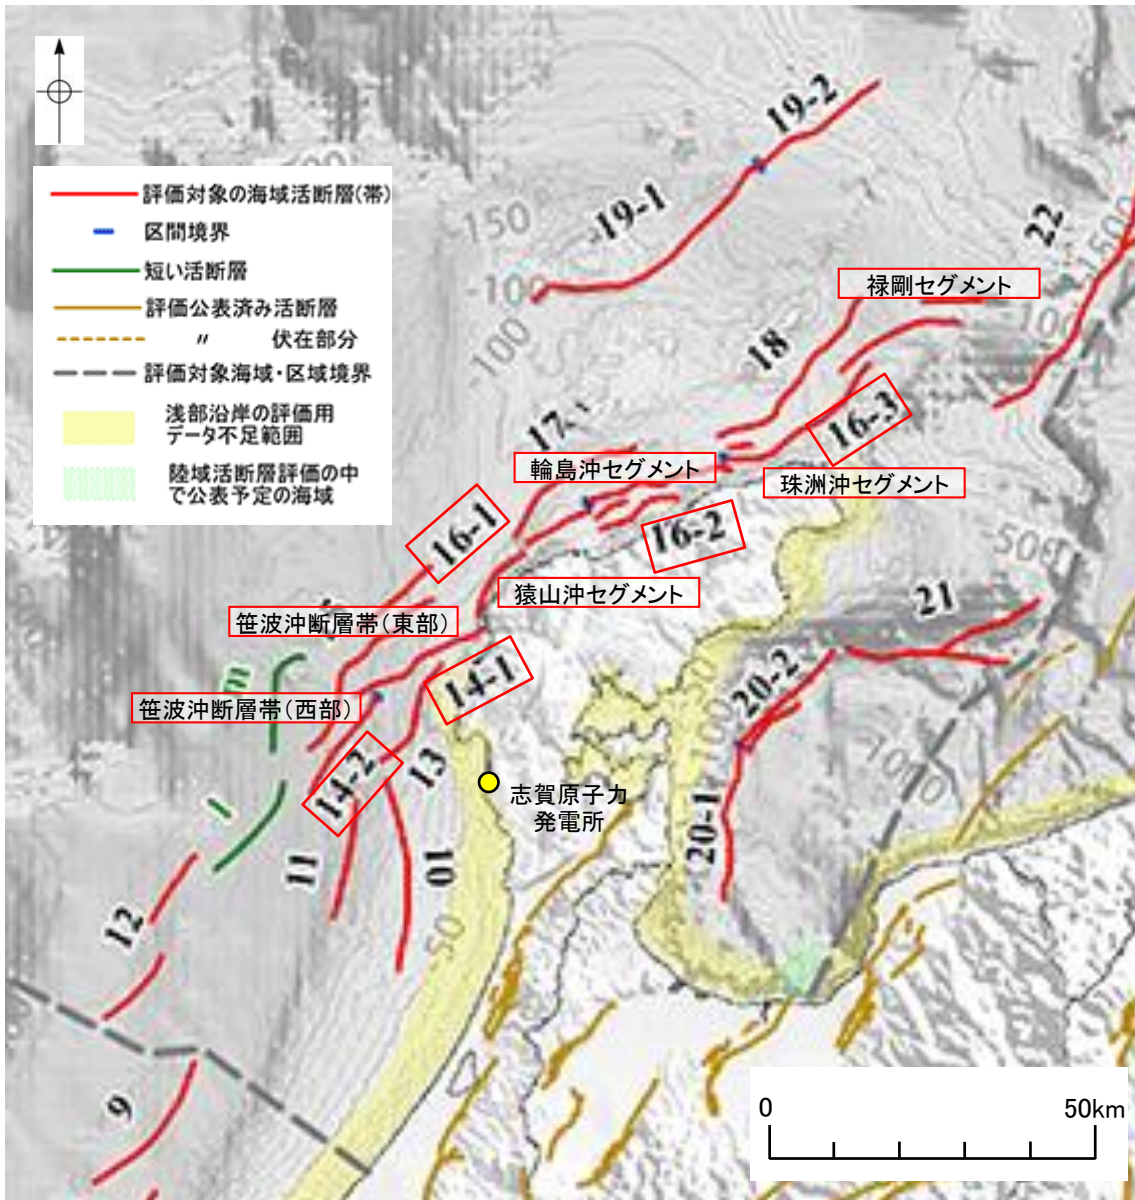 評価対象の海域活断層(帯)
区間境界
短い活断層
評価公表済み活断層
〃 伏在部分
評価対象海域・区域境界
浅部沿岸の評価用
データ不足範囲
陸域活断層評価の中
で公表予定の海域
19-2
19-1
150
-100
-100
22
-1500
禄剛セグメント
100
18
16-3
17
輪島沖セグメント
珠洲沖セグメント
16-1
16-2
500
猿山沖セグメント
笹波沖断層帯(東部)
21
14-1
20-2
笹波沖断層帯(西部)
II
14-2
13
志賀原子力
発電所
1000
-1000
20-1
I
11
10
12
50
9
0 50km